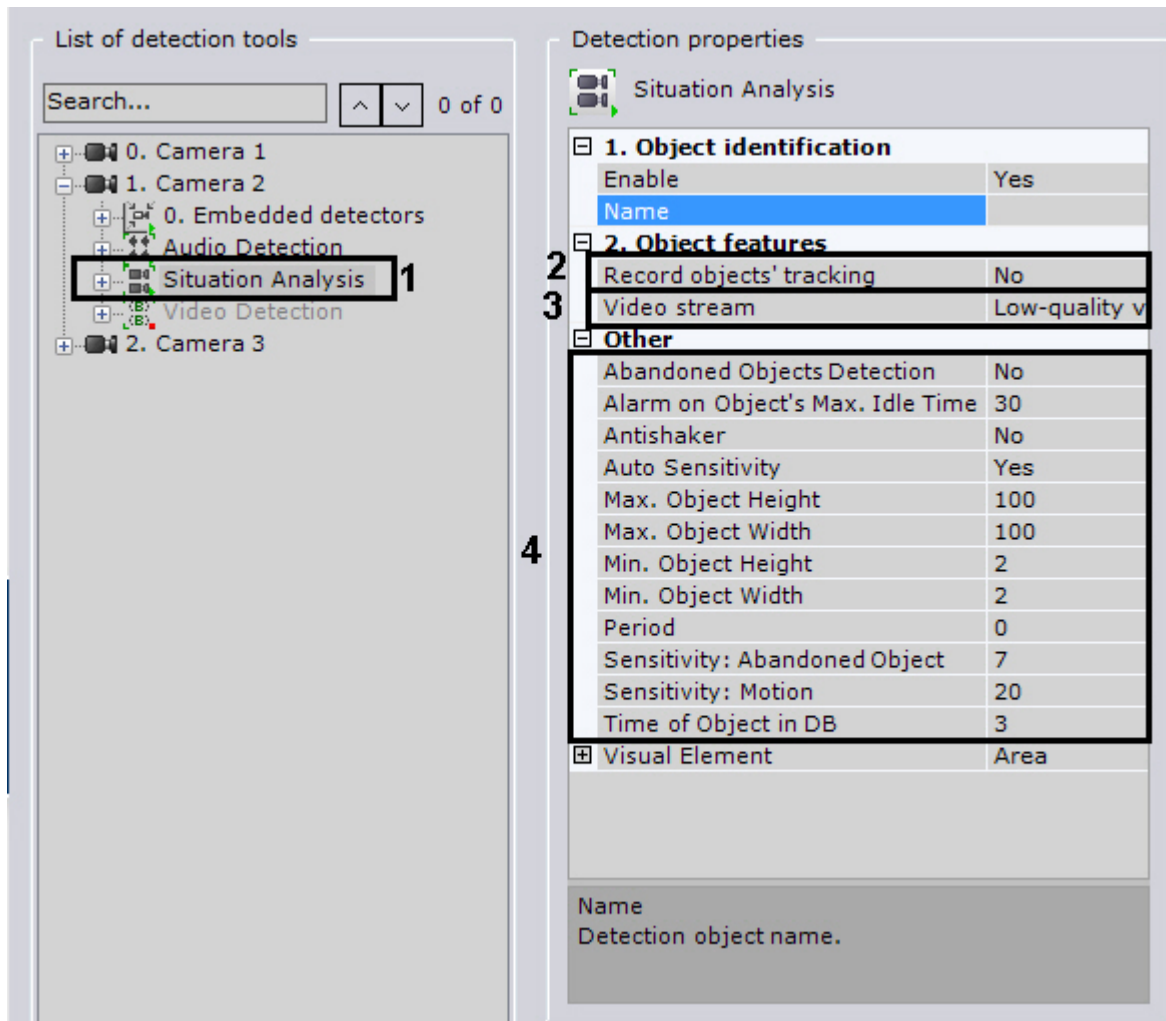 List of detection tools
Search...
0 of 0
0. Camera 1
1. Camera 2
0. Embedded detectors
Audio Detection
Situation Analysis
1
Video Detection
2. Camera 3
Detection properties
Situation Analysis
1. Object identification
Enable Yes
Name
2. Object features
2 Record objects' tracking No
3 Video stream Low-quality v
Other
4
Abandoned Objects Detection No
Alarm on Object's Max. Idle Time 30
Antishaker No
Auto Sensitivity Yes
Max. Object Height 100
Max. Object Width 100
Min. Object Height 2
Min. Object Width 2
Period 0
Sensitivity: Abandoned Object 7
Sensitivity: Motion 20
Time of Object in DB 3
Visual Element Area
Name
Detection object name.